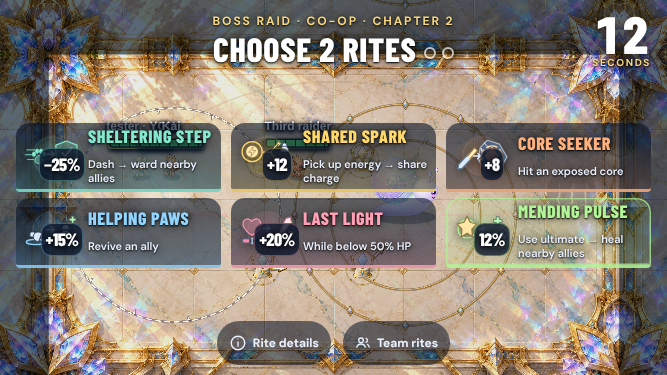 BOSS RAID · CO-OP · CHAPTER 2
CHOOSE 2 RITES
12
SECONDS
Third raider
SHELTERING STEP
-25%
Dash → ward nearby
allies
SHARED SPARK
+12
Pick up energy → share
charge
CORE SEEKER
+8
Hit an exposed core
HELPING PAWS
+15%
Revive an ally
LAST LIGHT
+20%
While below 50% HP
MENDING PULSE
12%
Use ultimate → heal
nearby allies
Rite details
Team rites